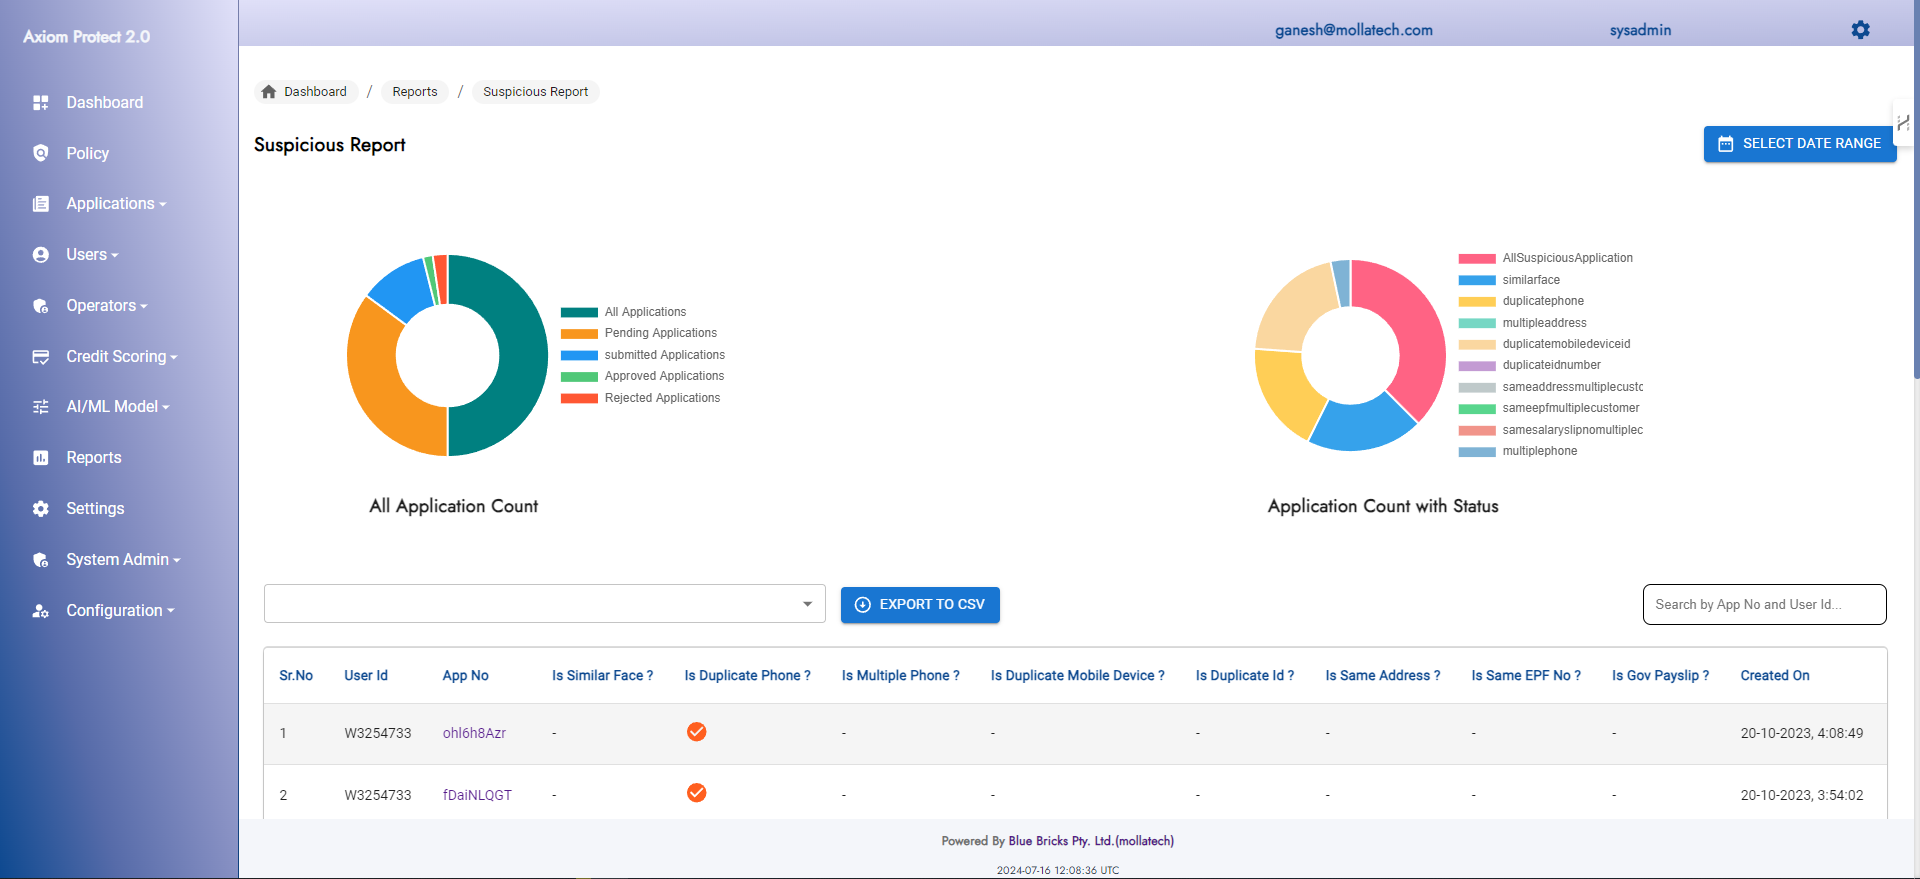 Axiom Protect 2.0
ganesh@mollatech.com
sysadmin
Dashboard
Policy
Applications
Users
Operators
Credit Scoring
AI/ML Model
Reports
Settings
System Admin
Configuration
Dashboard / Reports / Suspicious Report
Suspicious Report
SELECT DATE RANGE
All Applications
Pending Applications
submitted Applications
Approved Applications
Rejected Applications
All Application Count
AllSuspiciousApplication
similarface
duplicatephone
multipleaddress
duplicatemobiledeviceid
duplicateidnumber
sameaddressmultiplecustc
sameepfmultiplecustomer
samesalaryslipnomultiplec
multiplephone
Application Count with Status
EXPORT TO CSV
Search by App No and User Id...
Sr.No User Id App No Is Similar Face ? Is Duplicate Phone ? Is Multiple Phone ? Is Duplicate Mobile Device ? Is Duplicate Id ? Is Same Address ? Is Same EPF No ? Is Gov Payslip ? Created On
1 W3254733 ohl6h8Azr - - - - - - - 20-10-2023, 4:08:49
2 W3254733 fDaiNLQGT - - - - - - - 20-10-2023, 3:54:02
Powered By Blue Bricks Pty. Ltd.(mollatech)
2024-07-16 12:08:36 UTC